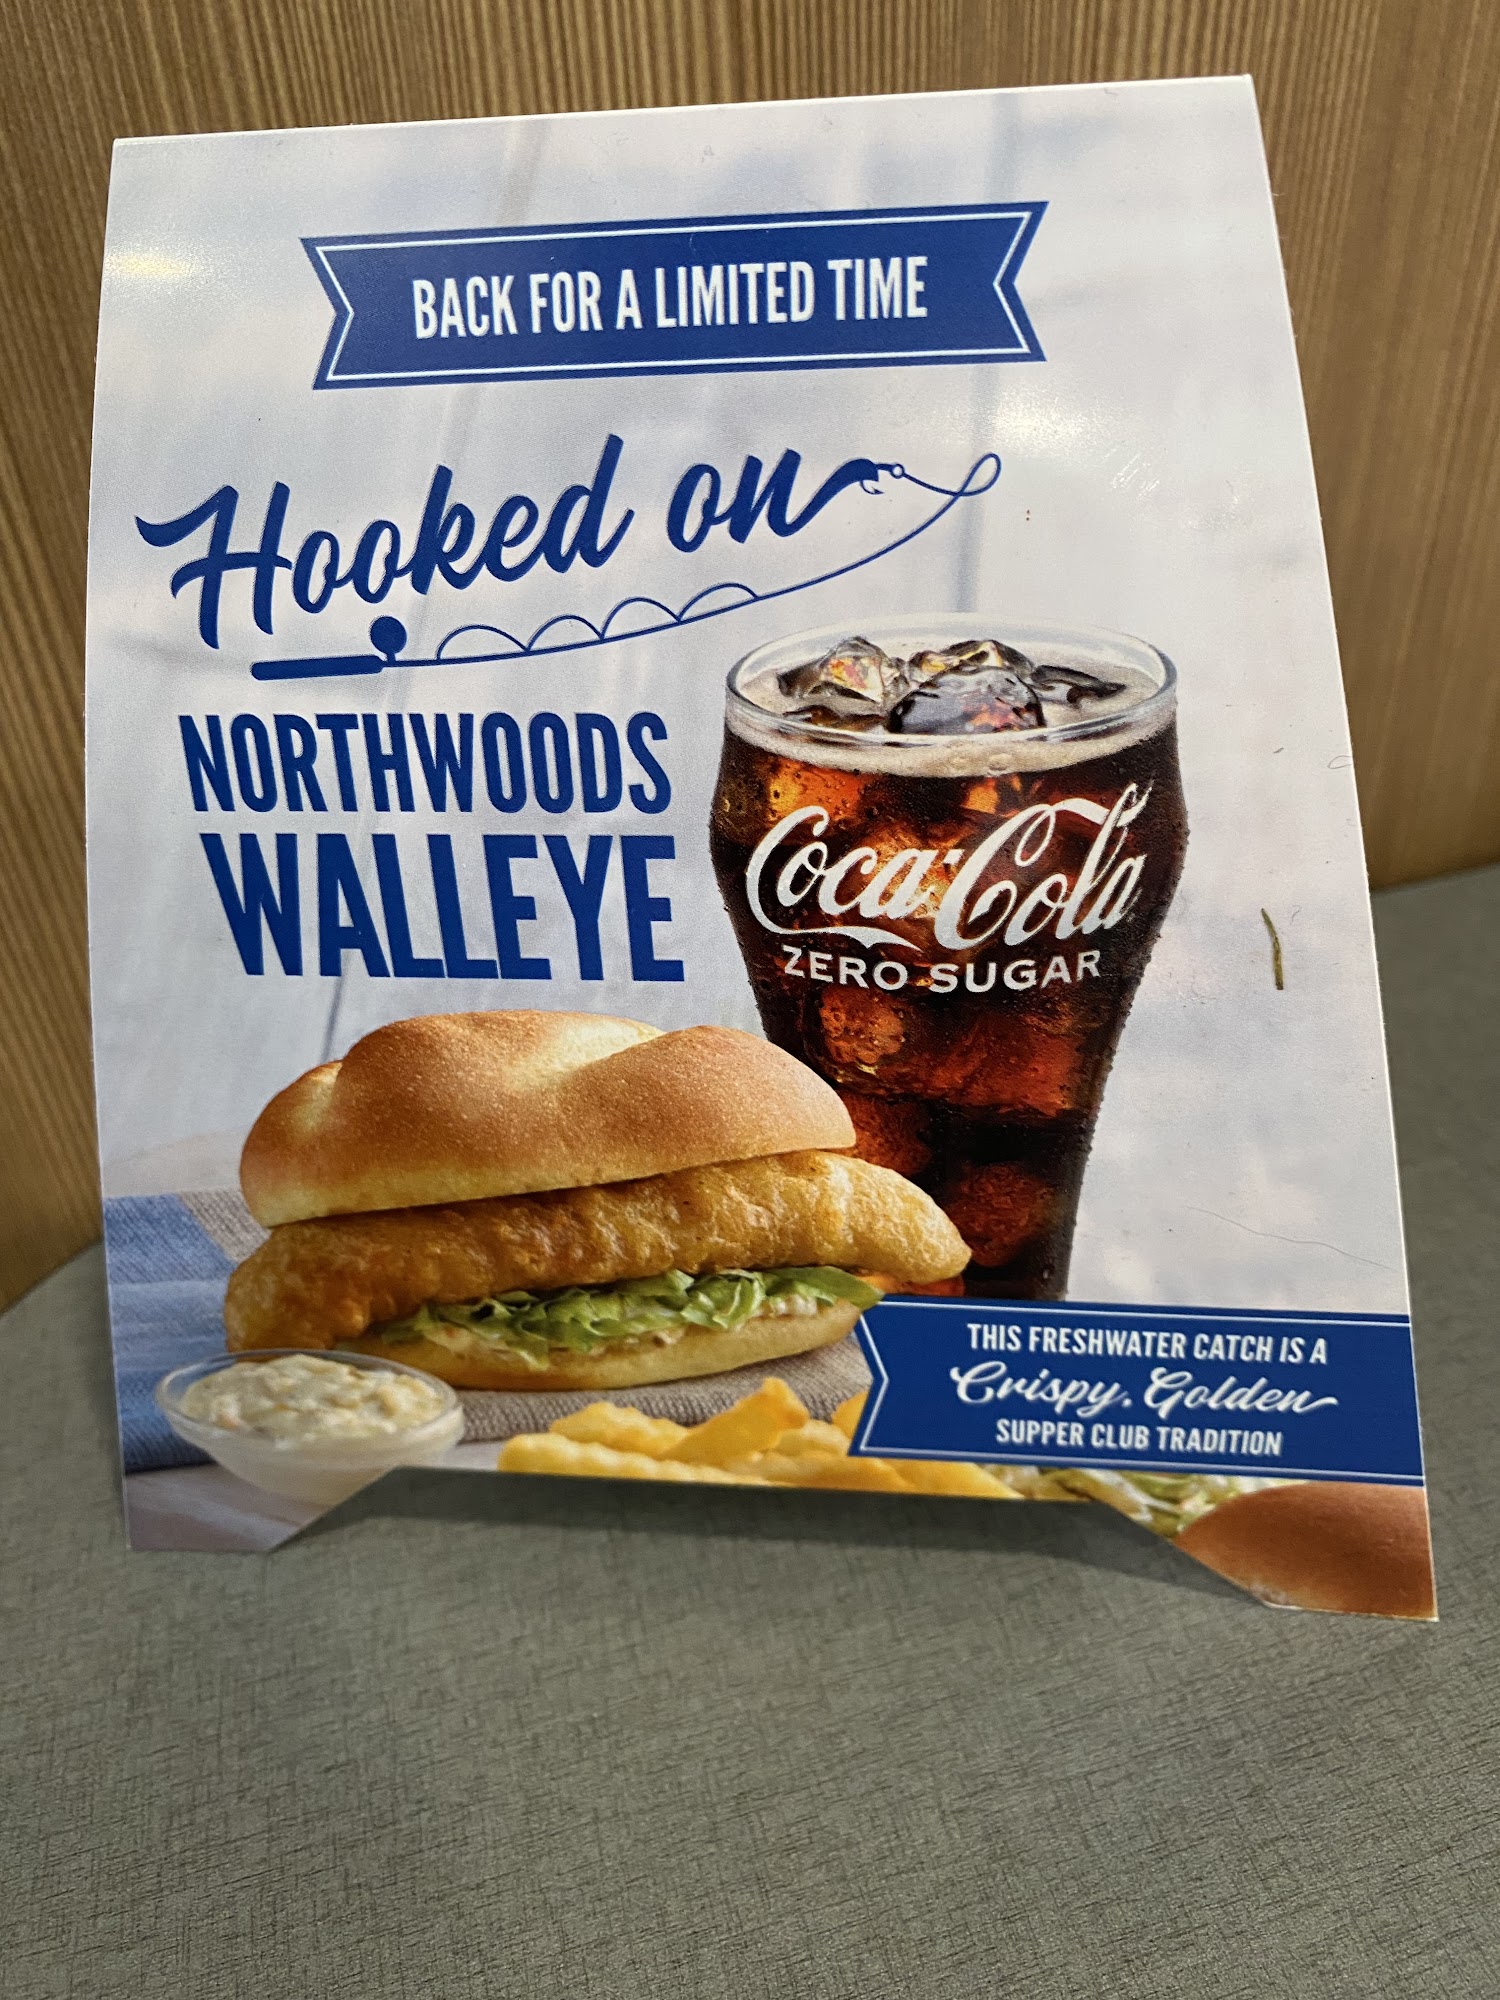 BACK FOR A LIMITED TIME
Hooked on
NORTHWOODS
WALLEYE
Coca-Cola
ZERO SUGAR
THIS FRESHWATER CATCH IS A
Crispy, Golden
SUPPER CLUB TRADITION